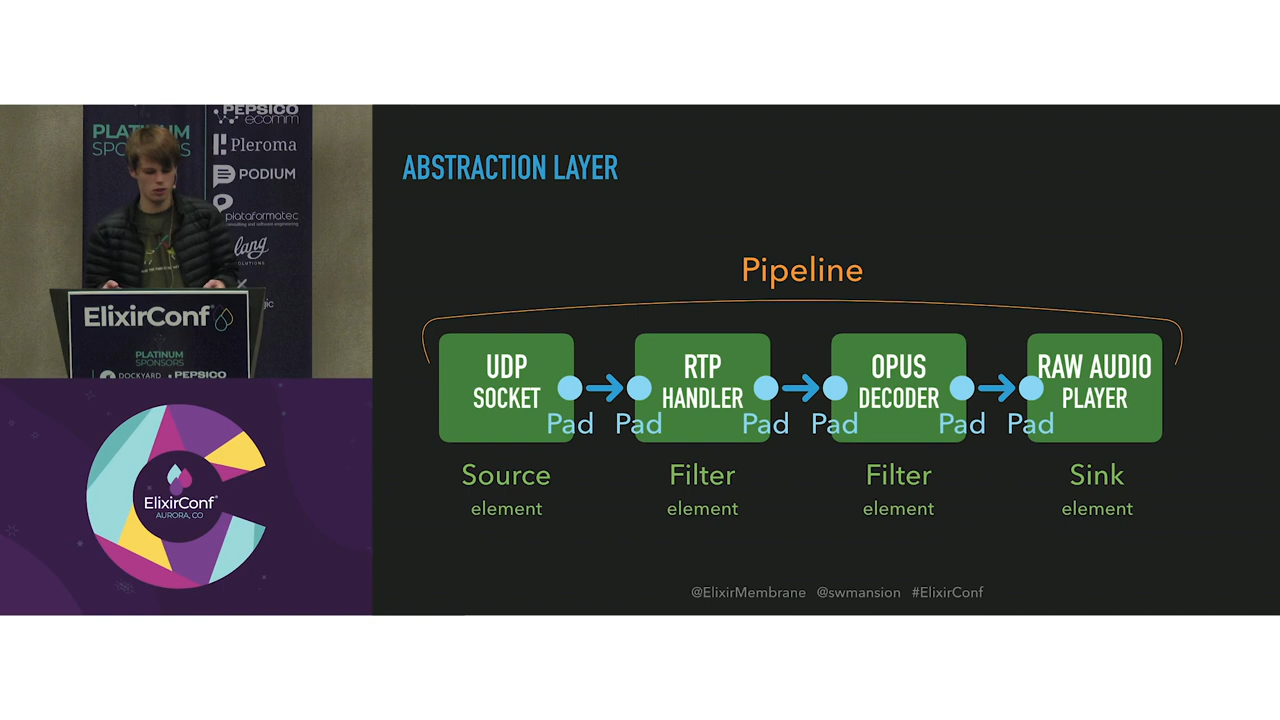 PEPSICO
ecomm
PLATINUM
SPONSORS
Pleroma
PODIUM
plataformatec
consulting and software engineering
lang
ElixirConf
PLATINUM
SPONSORS
DOCKYARD
PEPSICO
ElixirConf
AURORA, CO
ABSTRACTION LAYER
Pipeline
UDP
SOCKET
RTP
HANDLER
OPUS
DECODER
RAW AUDIO
PLAYER
Pad Pad Pad Pad Pad Pad
Source Filter Filter Sink
element element element element
@ElixirMembrane @swmansion #ElixirConf